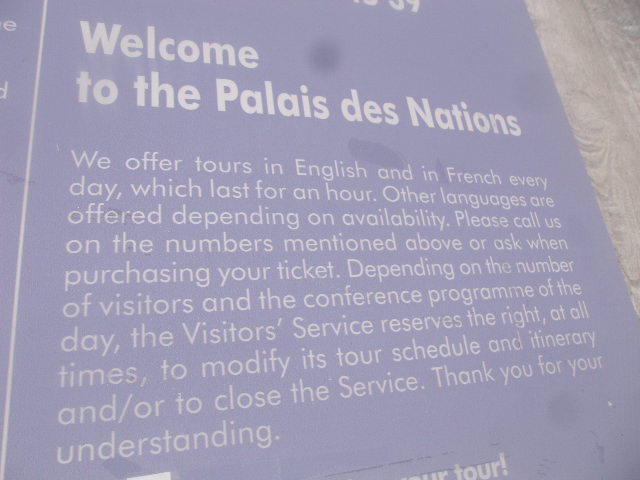 39
Welcome
to the Palais des Nations
We offer tours in English and in French every
day, which last for an hour. Other languages are
offered depending on availability. Please call us
on the numbers mentioned above or ask when
purchasing your ticket. Depending on the number
of visitors and the conference programme of the
day, the Visitors' Service reserves the right, at all
times, to modify its tour schedule and itinerary
and/or to close the Service. Thank you for your
understanding.
your tour!